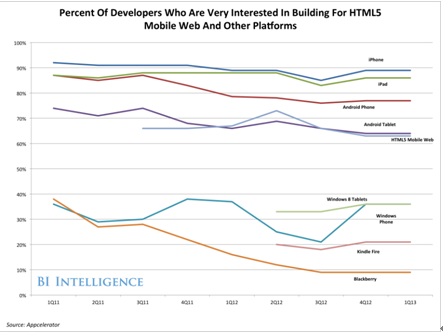 Percent Of Developers Who Are Very Interested In Building For HTML5
Mobile Web And Other Platforms
100%
90%
80%
70%
60%
50%
40%
30%
20%
10%
0%
iPhone
iPad
Android Phone
Android Tablet
HTML5 Mobile Web
Windows 8 Tablets
Windows
Phone
Kindle Fire
Blackberry
BI INTELLIGENCE
1Q11
2Q11
3Q11
4Q11
1Q12
2Q12
3Q12
4Q12
1Q13
Source: Appcelerator